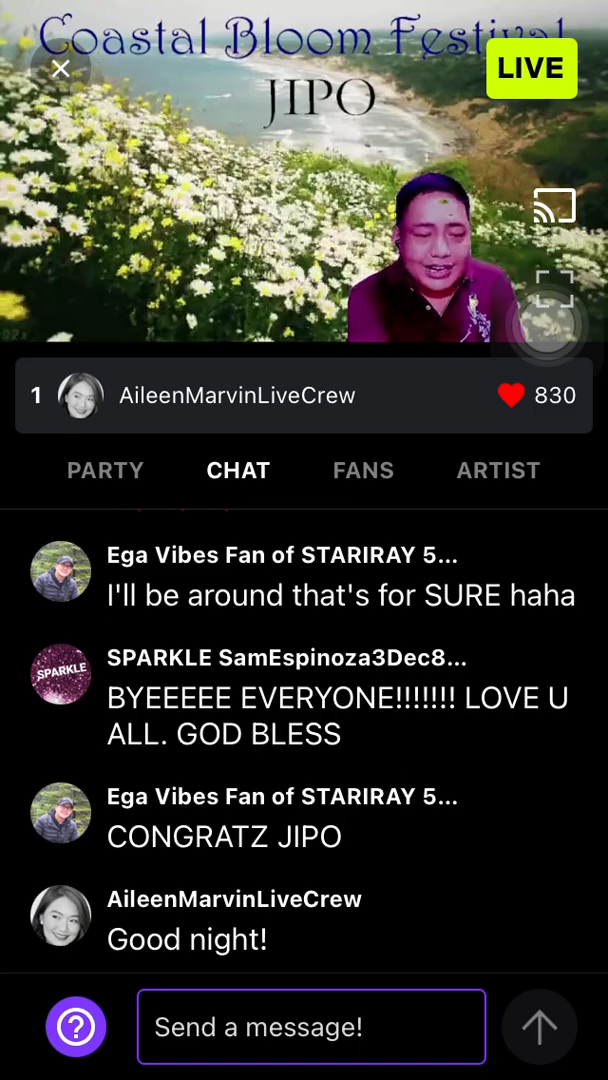 Coastal Bloom Festival
JIPO
LIVE
1 AileenMarvinLiveCrew 830
PARTY CHAT FANS ARTIST
Ega Vibes Fan of STARIRAY 5...
I'll be around that's for SURE haha
SPARKLE
SPARKLE SamEspinoza3Dec8...
BYEEEEE EVERYONE!!!!!!! LOVE U
ALL. GOD BLESS
Ega Vibes Fan of STARIRAY 5...
CONGRATZ JIPO
AileenMarvinLiveCrew
Good night!
Send a message!